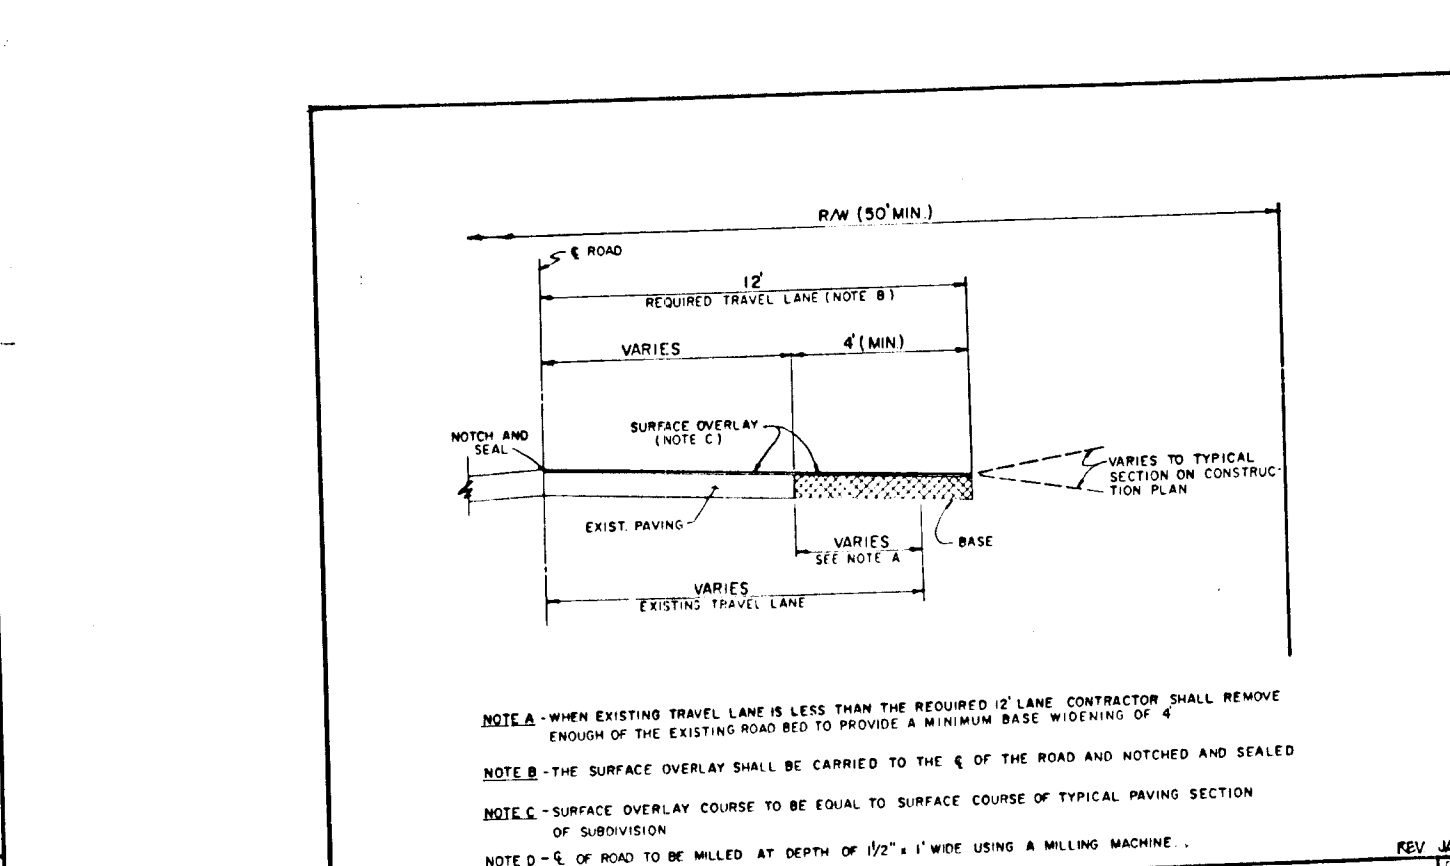 R/W (50' MIN.)
℄ ROAD
12'
REQUIRED TRAVEL LANE (NOTE B)
VARIES
4' (MIN.)
SURFACE OVERLAY
(NOTE C)
NOTCH AND
SEAL
VARIES TO TYPICAL
SECTION ON CONSTRUC-
TION PLAN
EXIST. PAVING
VARIES
SEE NOTE A
BASE
VARIES
EXISTING TRAVEL LANE
NOTE A - WHEN EXISTING TRAVEL LANE IS LESS THAN THE REQUIRED 12' LANE CONTRACTOR SHALL REMOVE
ENOUGH OF THE EXISTING ROAD BED TO PROVIDE A MINIMUM BASE WIDENING OF 4'
NOTE B - THE SURFACE OVERLAY SHALL BE CARRIED TO THE ℄ OF THE ROAD AND NOTCHED AND SEALED
NOTE C - SURFACE OVERLAY COURSE TO BE EQUAL TO SURFACE COURSE OF TYPICAL PAVING SECTION
OF SUBDIVISION
NOTE D - ℄ OF ROAD TO BE MILLED AT DEPTH OF 1½" x 1' WIDE USING A MILLING MACHINE.
REV